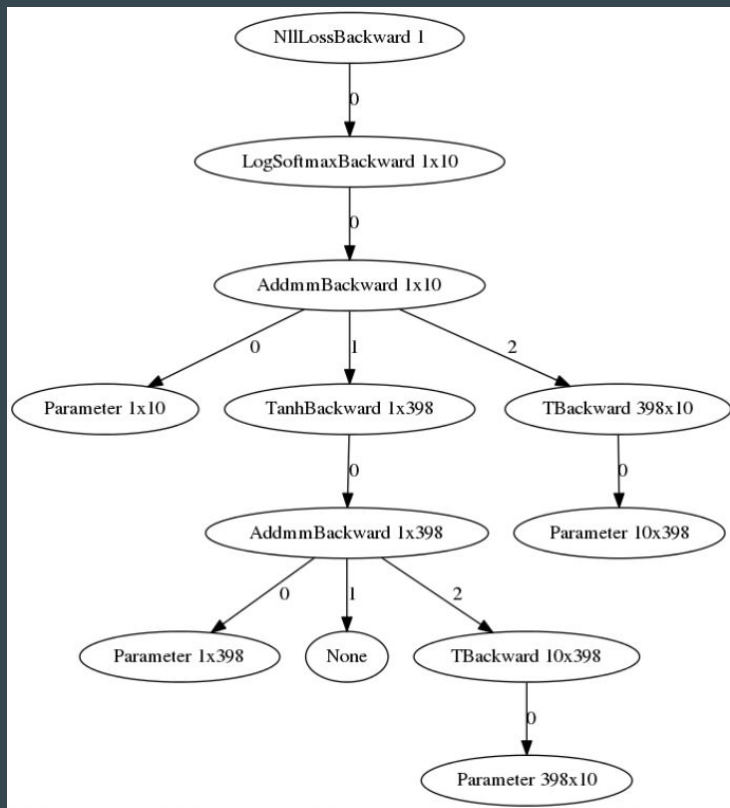 NllLossBackward 1
0
LogSoftmaxBackward 1x10
0
AddmmBackward 1x10
0
1
2
Parameter 1x10
TanhBackward 1x398
TBackward 398x10
0
0
AddmmBackward 1x398
Parameter 10x398
0
1
2
Parameter 1x398
None
TBackward 10x398
0
Parameter 398x10